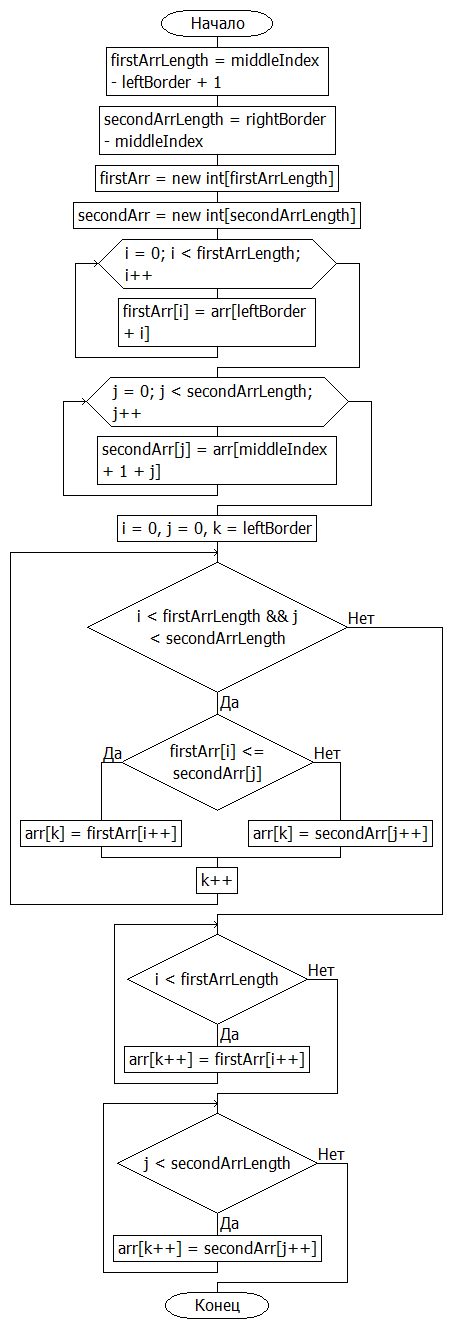 Начало
firstArrLength = middleIndex
- leftBorder + 1
secondArrLength = rightBorder
- middleIndex
firstArr = new int[firstArrLength]
secondArr = new int[secondArrLength]
i = 0; i < firstArrLength;
i++
firstArr[i] = arr[leftBorder
+ i]
j = 0; j < secondArrLength;
j++
secondArr[j] = arr[middleIndex
+ 1 + j]
i = 0, j = 0, k = leftBorder
i < firstArrLength && j
< secondArrLength
Нет
Да
firstArr[i] <=
secondArr[j]
Да
Нет
arr[k] = firstArr[i++]
arr[k] = secondArr[j++]
k++
i < firstArrLength
Нет
Да
arr[k++] = firstArr[i++]
j < secondArrLength
Нет
Да
arr[k++] = secondArr[j++]
Конец